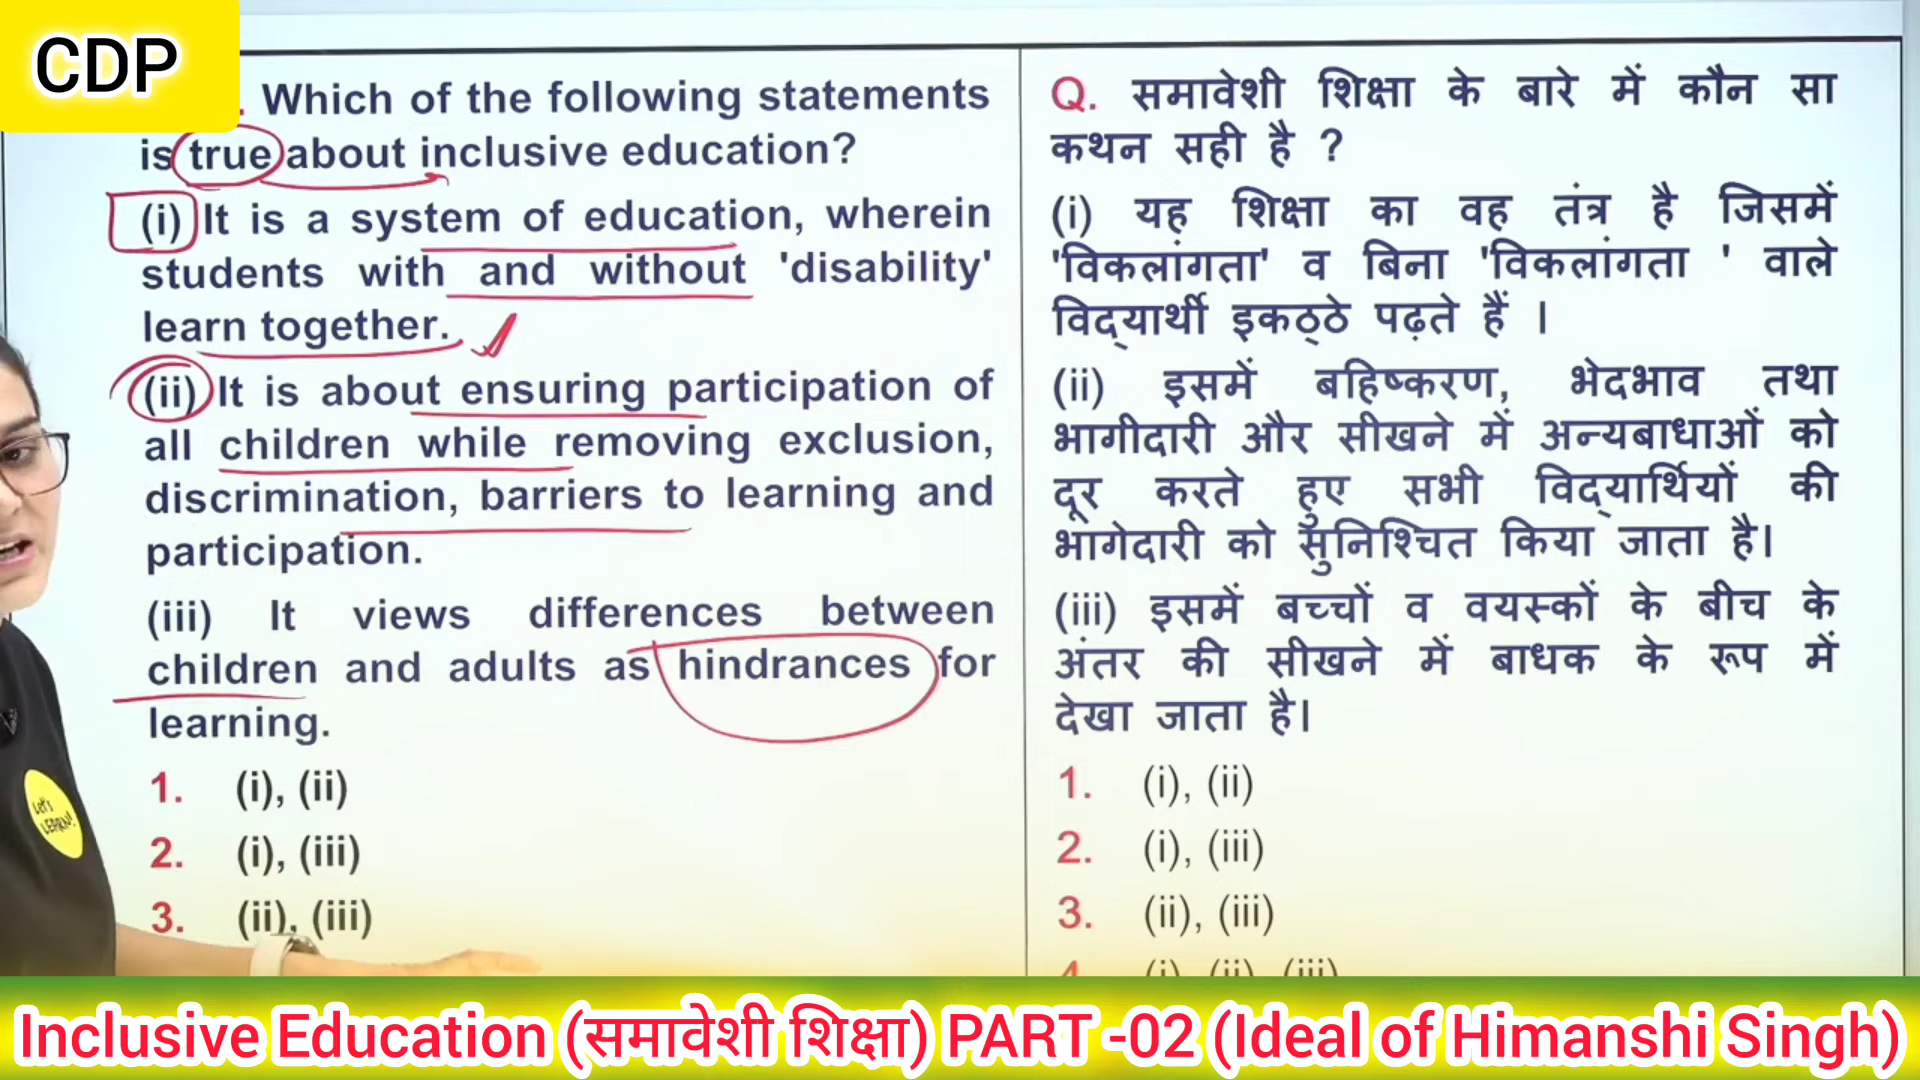 CDP
. Which of the following statements
is true about inclusive education?
(i) It is a system of education, wherein
students with and without 'disability'
learn together.
(ii) It is about ensuring participation of
all children while removing exclusion,
discrimination, barriers to learning and
participation.
(iii) It views differences between
children and adults as hindrances for
learning.
1. (i), (ii)
2. (i), (iii)
3. (ii), (iii)
Q. समावेशी शिक्षा के बारे में कौन सा
कथन सही है ?
(i) यह शिक्षा का वह तंत्र है जिसमें
'विकलांगता' व बिना 'विकलांगता ' वाले
विद्‌यार्थी इकठ्‌ठे पढ़ते हैं ।
(ii) इसमें बहिष्करण, भेदभाव तथा
भागीदारी और सीखने में अन्यबाधाओं को
दूर करते हुए सभी विद्‌यार्थियों की
भागेदारी को सुनिश्चित किया जाता है।
(iii) इसमें बच्चों व वयस्कों के बीच के
अंतर की सीखने में बाधक के रूप में
देखा जाता है।
1. (i), (ii)
2. (i), (iii)
3. (ii), (iii)
4. (i), (ii), (iii)
Let's
LEARN!
Inclusive Education (समावेशी शिक्षा) PART -02 (Ideal of Himanshi Singh)